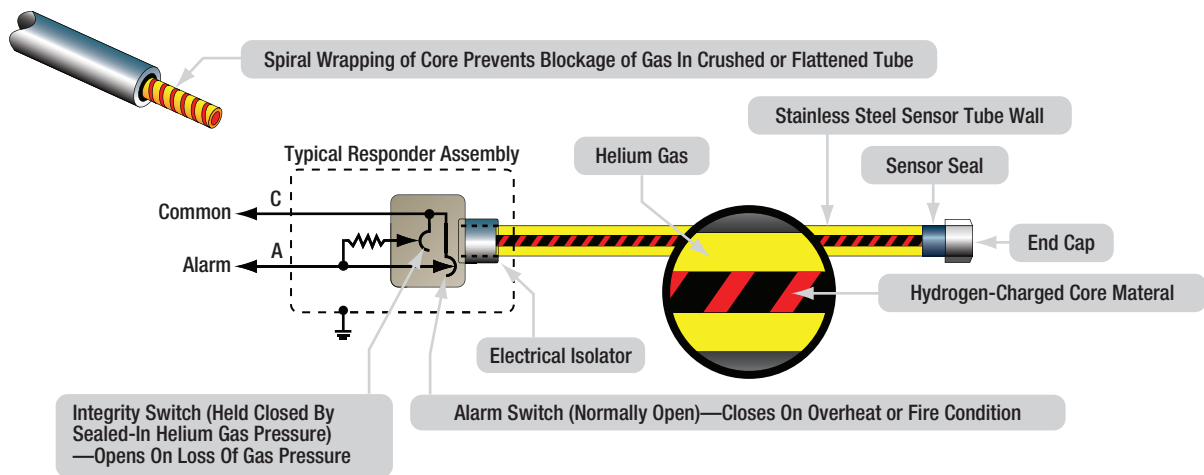 Spiral Wrapping of Core Prevents Blockage of Gas In Crushed or Flattened Tube
Stainless Steel Sensor Tube Wall
Typical Responder Assembly
Helium Gas
Sensor Seal
C
Common
End Cap
A
Alarm
Hydrogen-Charged Core Materal
Electrical Isolator
Integrity Switch (Held Closed By
Sealed-In Helium Gas Pressure)
—Opens On Loss Of Gas Pressure
Alarm Switch (Normally Open)—Closes On Overheat or Fire Condition